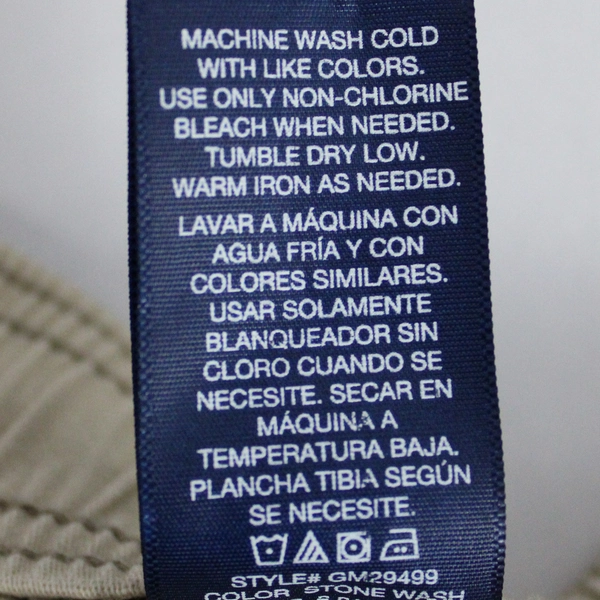 MACHINE WASH COLD
WITH LIKE COLORS.
USE ONLY NON-CHLORINE
BLEACH WHEN NEEDED.
TUMBLE DRY LOW.
WARM IRON AS NEEDED.
LAVAR A MÁQUINA CON
AGUA FRÍA Y CON
COLORES SIMILARES.
USAR SOLAMENTE
BLANQUEADOR SIN
CLORO CUANDO SE
NECESITE. SECAR EN
MÁQUINA A
TEMPERATURA BAJA.
PLANCHA TIBIA SEGÚN
SE NECESITE.
STYLE# GM29499
COLOR STONE WASH